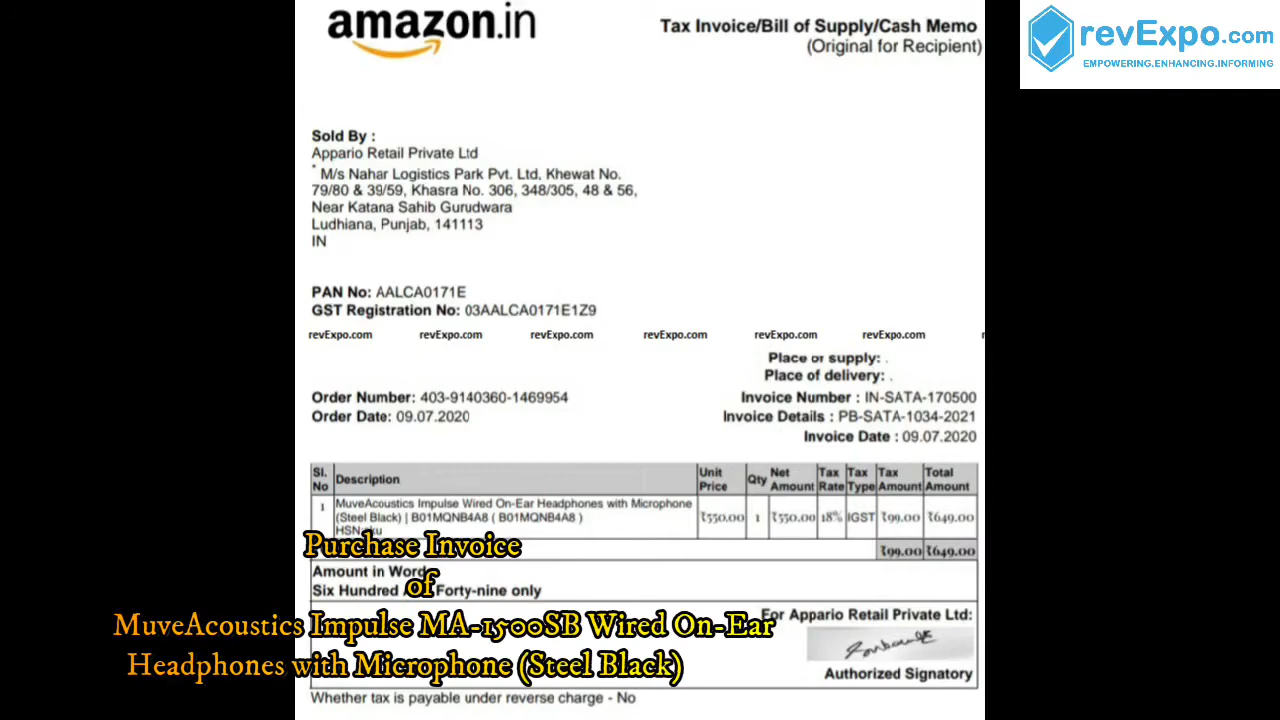 amazon.in
Tax Invoice/Bill of Supply/Cash Memo
(Original for Recipient)
revExpo.com
EMPOWERING.ENHANCING.INFORMING
Sold By :
Appario Retail Private Ltd
* M/s Nahar Logistics Park Pvt. Ltd, Khewat No.
79/80 & 39/59, Khasra No. 306, 348/305, 48 & 56,
Near Katana Sahib Gurudwara
Ludhiana, Punjab, 141113
IN
PAN No: AALCA0171E
GST Registration No: 03AALCA0171E1Z9
revExpo.com revExpo.com revExpo.com revExpo.com revExpo.com revExpo.com
Place of supply: .
Place of delivery: .
Order Number: 403-9140360-1469954
Order Date: 09.07.2020
Invoice Number : IN-SATA-170500
Invoice Details : PB-SATA-1034-2021
Invoice Date : 09.07.2020
Sl. No Description Unit Price Qty Net Amount Tax Rate Tax Type Tax Amount Total Amount
1 MuveAcoustics Impulse Wired On-Ear Headphones with Microphone
(Steel Black) | B01MQNB4A8 ( B01MQNB4A8 ) ₹550.00 1 ₹550.00 18% IGST ₹99.00 ₹649.00
₹99.00 ₹649.00
Amount in Word
Six Hundred Forty-nine only
For Appario Retail Private Ltd:
Authorized Signatory
Whether tax is payable under reverse charge - No
Purchase Invoice
of
MuveAcoustics Impulse MA-1500SB Wired On-Ear
Headphones with Microphone (Steel Black)